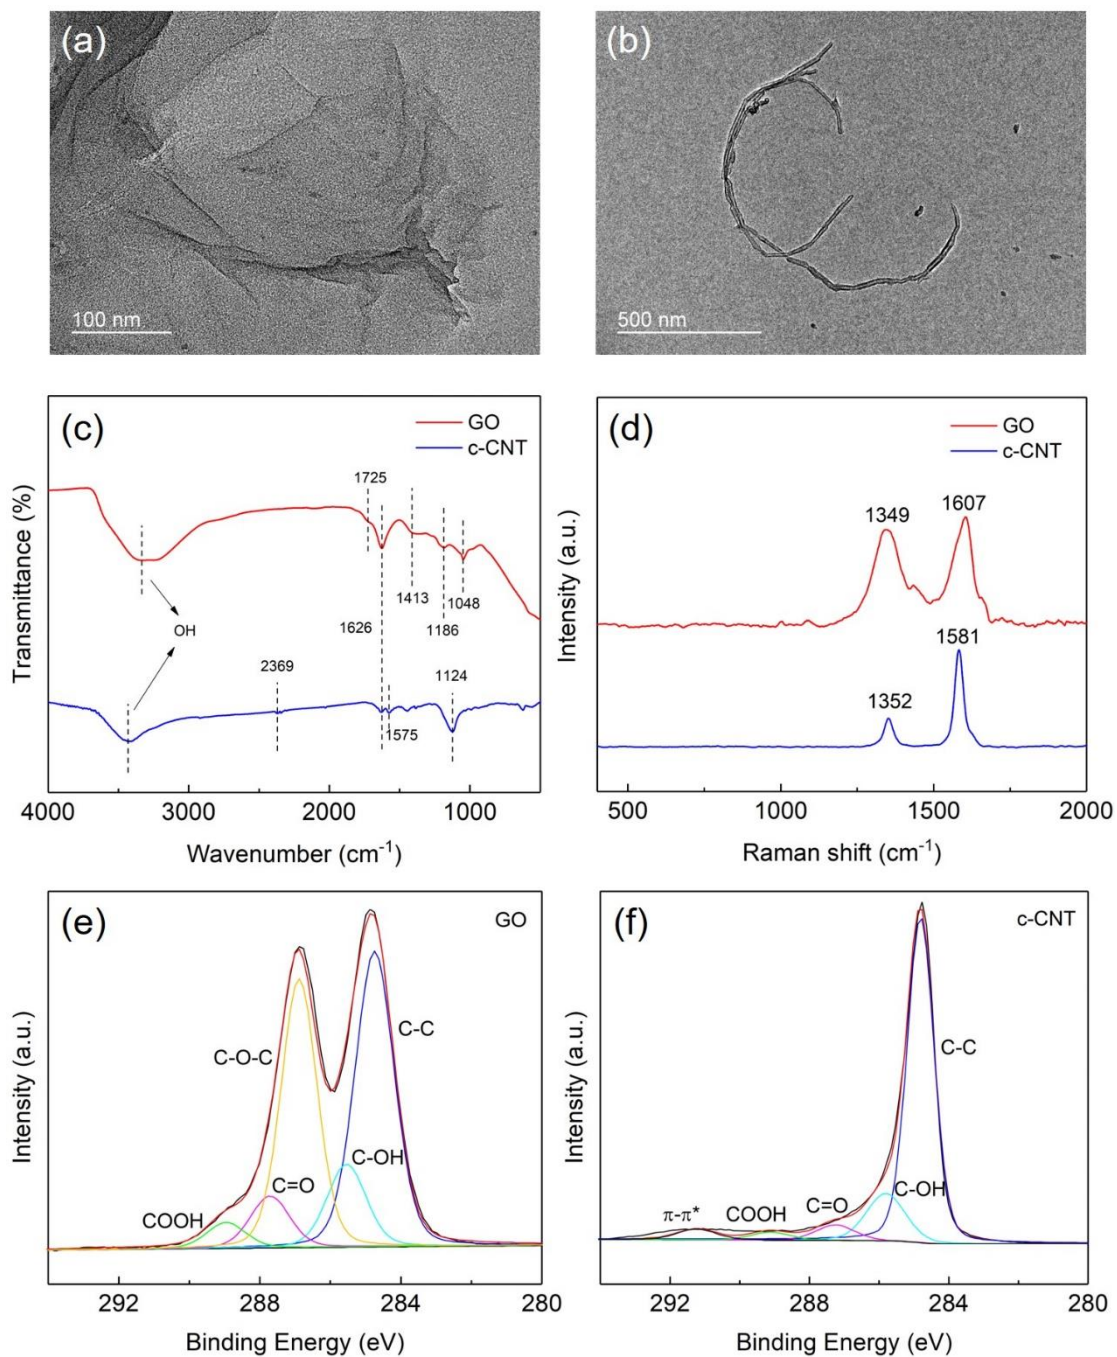 (a)
100 nm
(b)
500 nm
(c)
GO
c-CNT
1725
1413
1048
OH
1626
1186
2369
1124
1575
Transmittance (%)
4000 3000 2000 1000
Wavenumber (cm⁻¹)
(d)
GO
c-CNT
1349
1607
1581
1352
Intensity (a.u.)
500 1000 1500 2000
Raman shift (cm⁻¹)
(e)
GO
C-O-C
C-C
C-OH
C=O
COOH
Intensity (a.u.)
292 288 284 280
Binding Energy (eV)
(f)
c-CNT
C-C
C-OH
C=O
COOH
π-π*
Intensity (a.u.)
292 288 284 280
Binding Energy (eV)